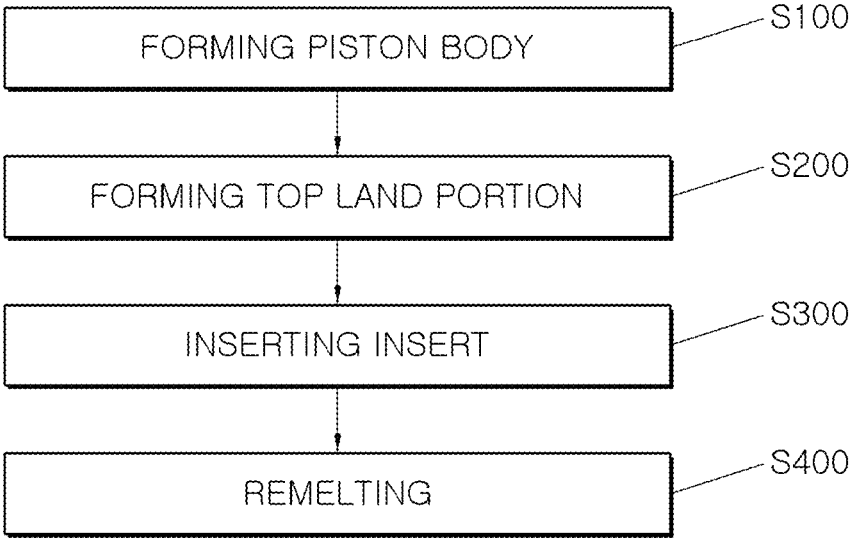 FORMING PISTON BODY
S100
FORMING TOP LAND PORTION
S200
INSERTING INSERT
S300
REMELTING
S400